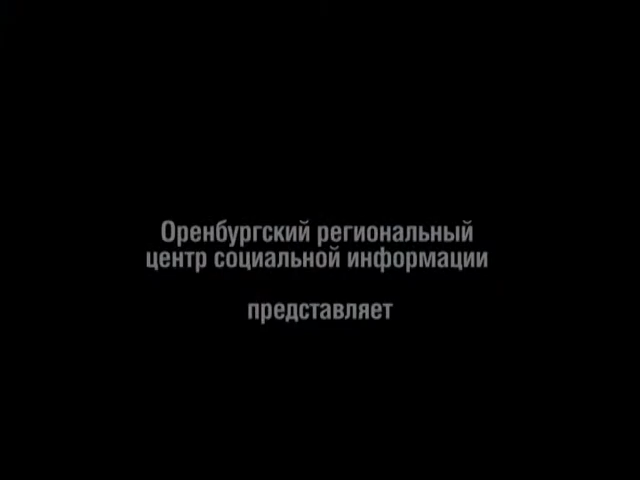 Оренбургский региональный
центр социальной информации
представляет